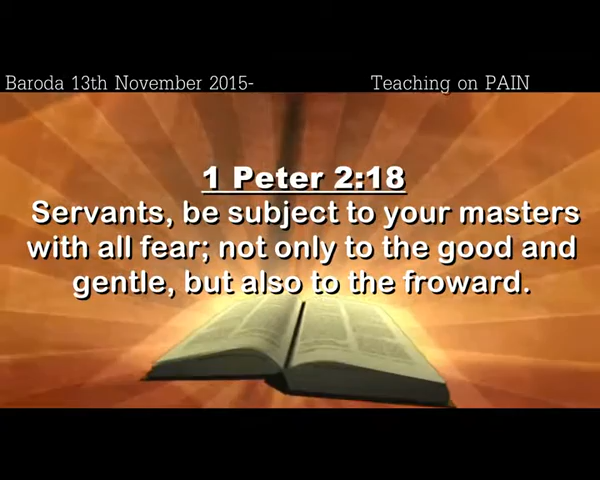 Baroda 13th November 2015- Teaching on PAIN
1 Peter 2:18
Servants, be subject to your masters
with all fear; not only to the good and
gentle, but also to the froward.